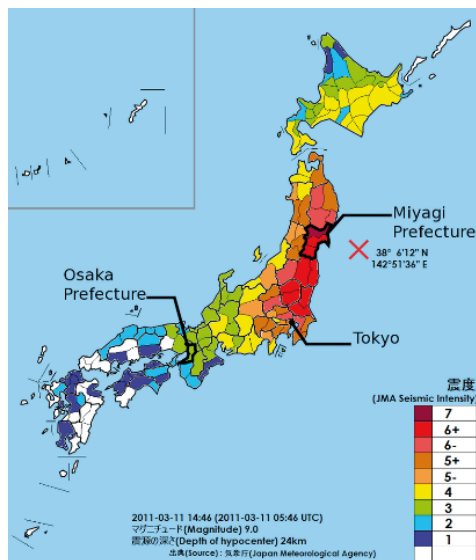 Miyagi
Prefecture
38° 6'12" N
142°51'36" E
Osaka
Prefecture
Tokyo
震度
(JMA Seismic Intensity)
7
6+
6-
5+
5-
4
3
2
1
2011-03-11 14:46 (2011-03-11 05:46 UTC)
マグニチュード(Magnitude) 9.0
震源の深さ(Depth of hypocenter) 24km
出典(Source) : 気象庁(Japan Meteorological Agency)